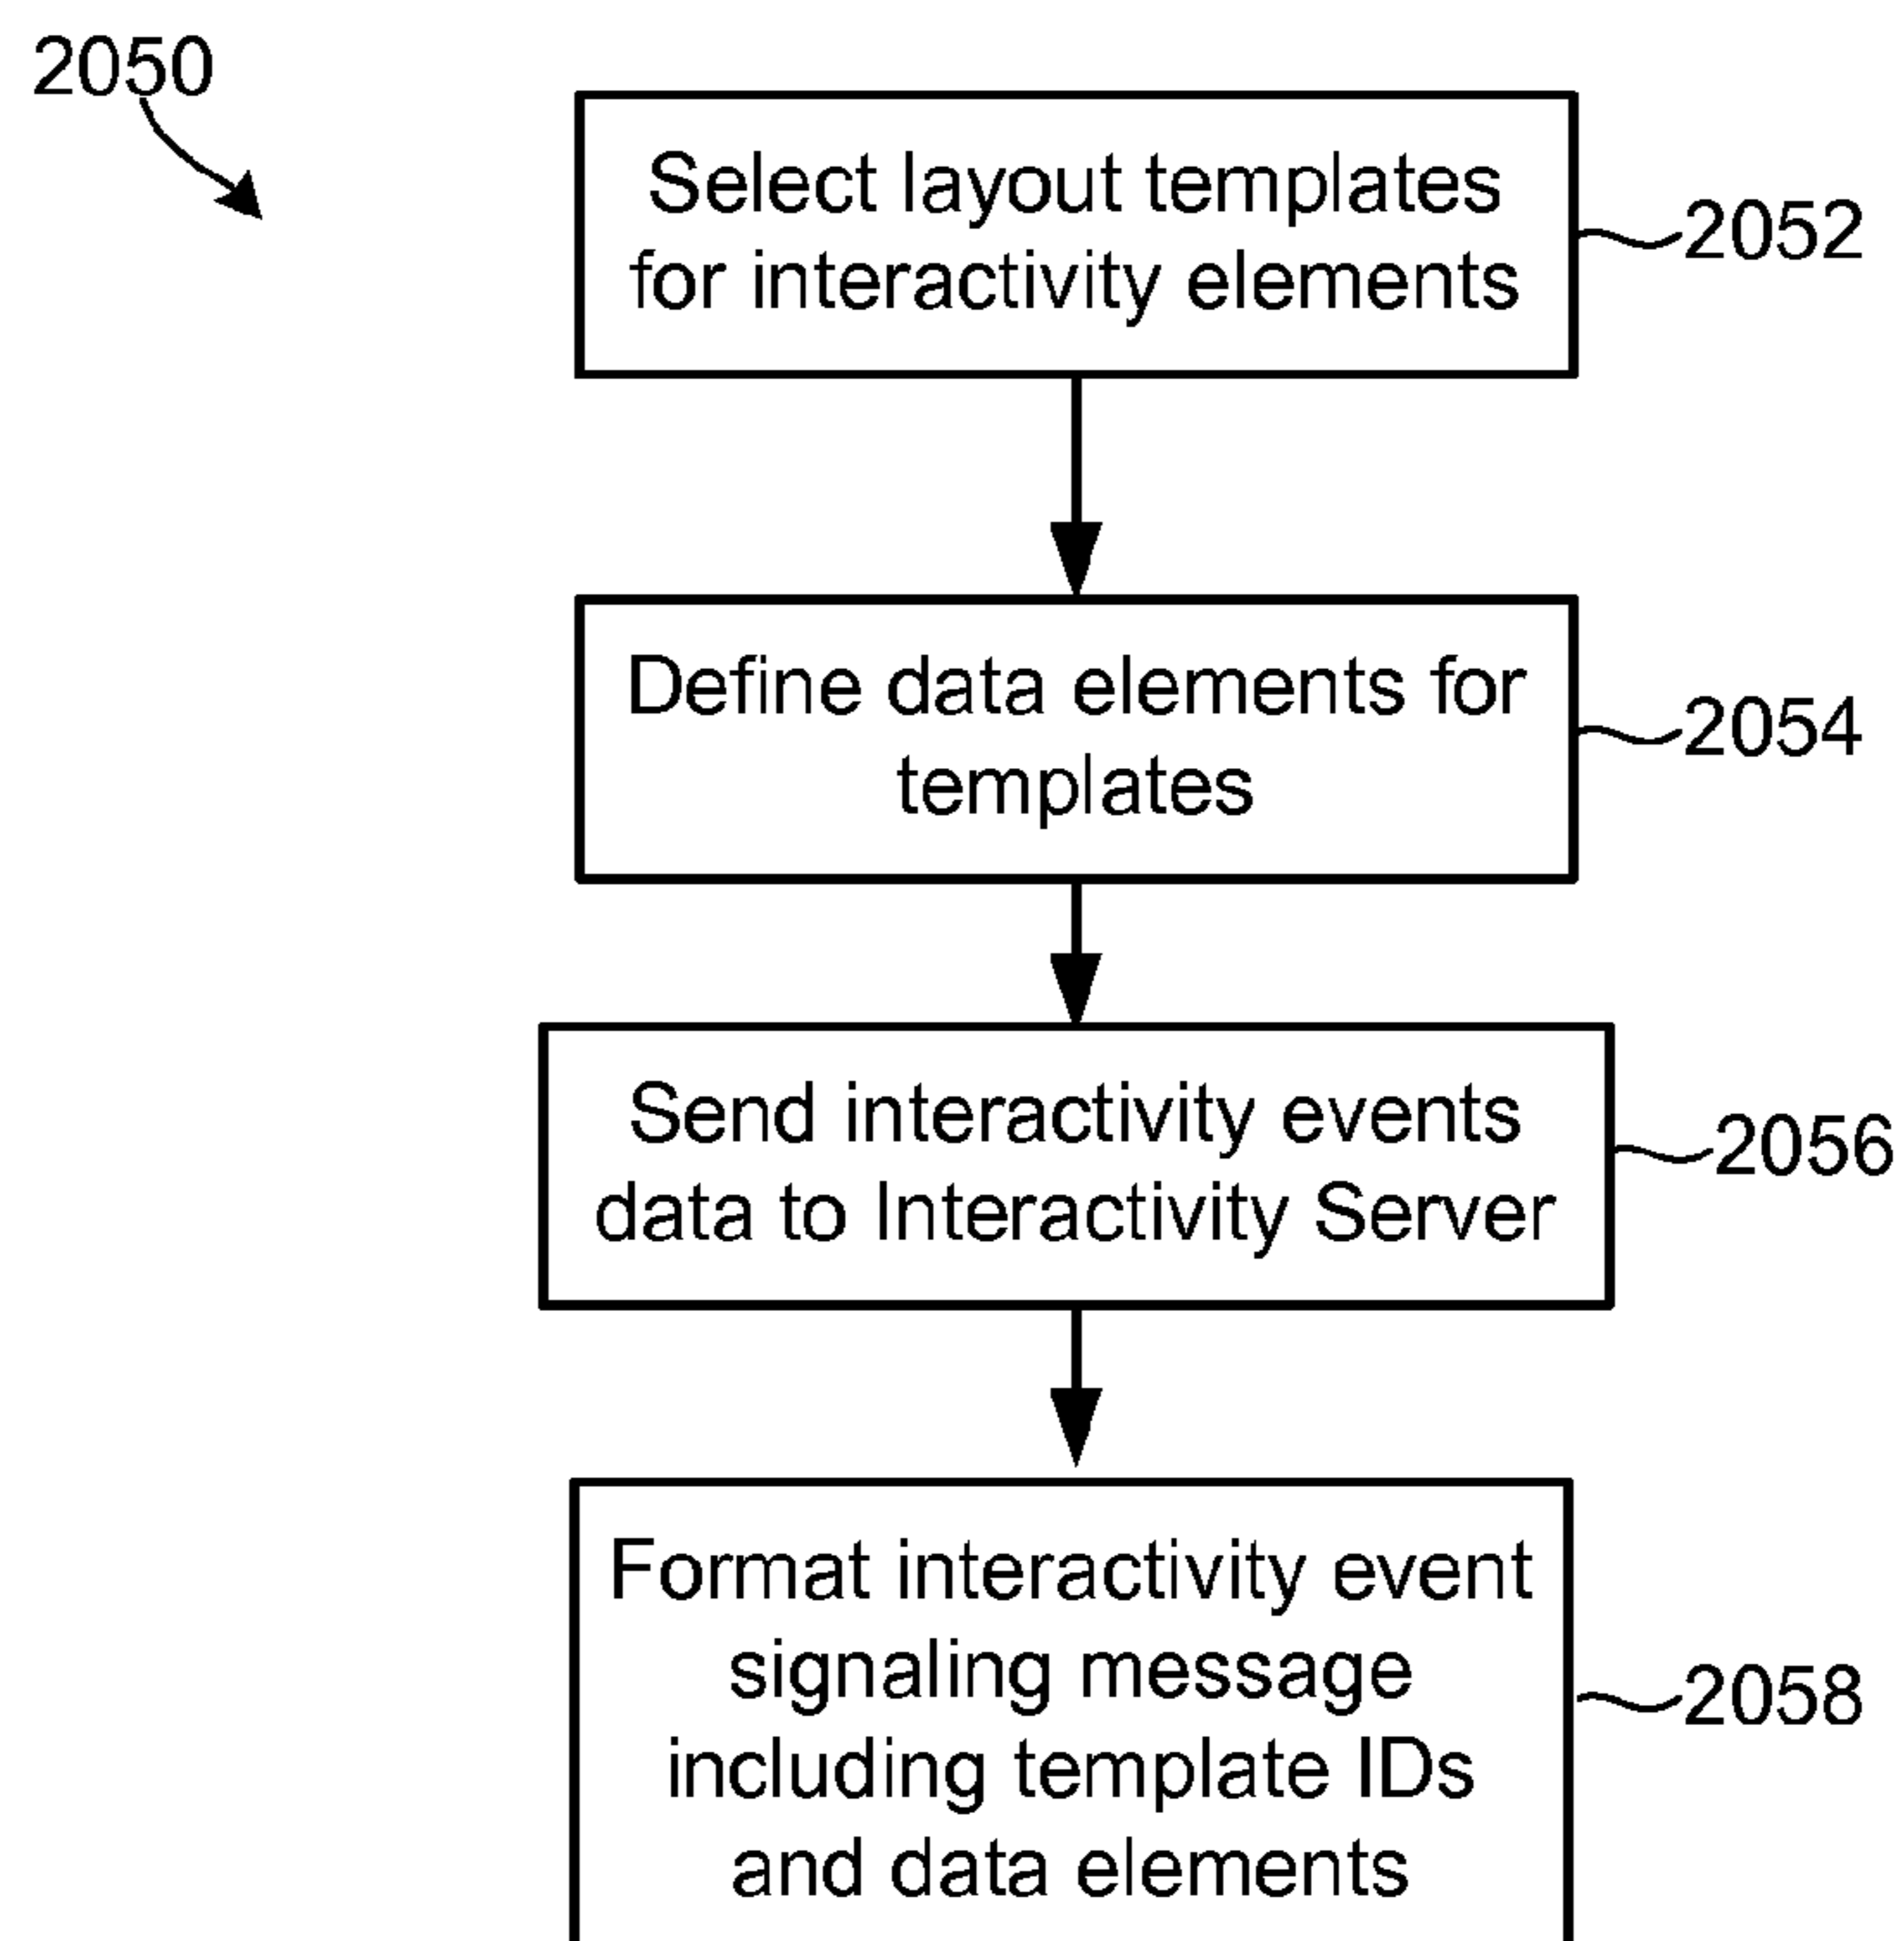 2050
Select layout templates
for interactivity elements
2052
Define data elements for
templates
2054
Send interactivity events
data to Interactivity Server
2056
Format interactivity event
signaling message
including template IDs
and data elements
2058